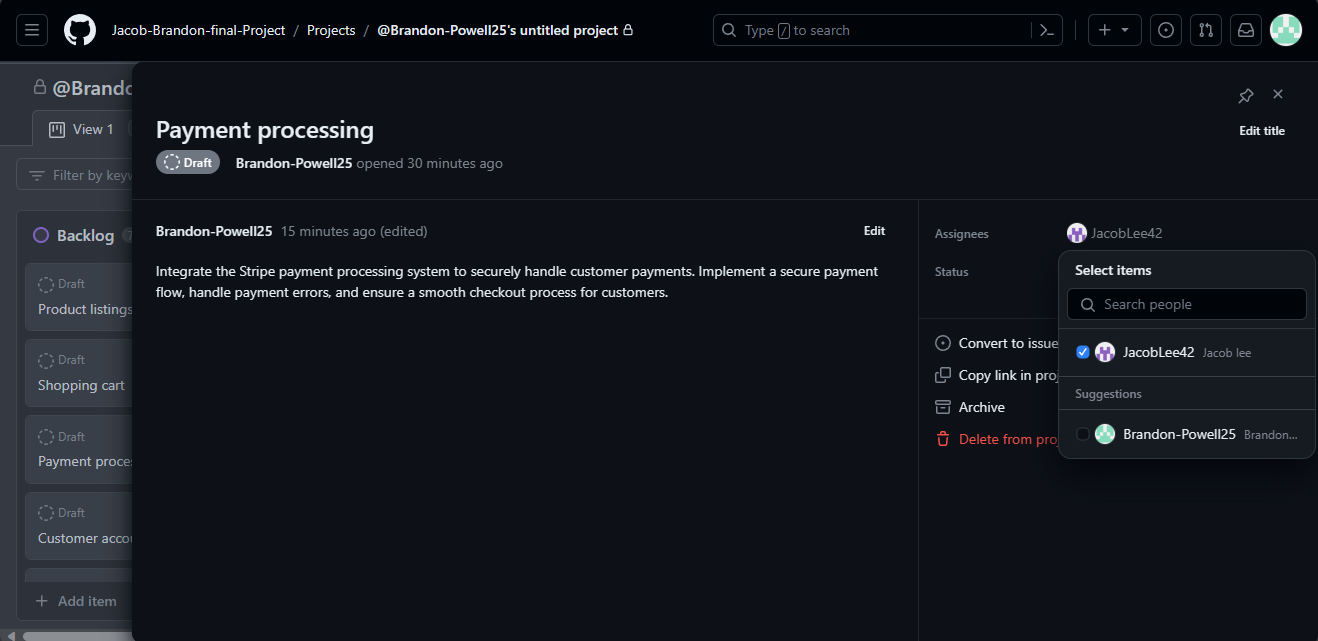 Jacob-Brandon-final-Project / Projects / @Brandon-Powell25's untitled project
Type / to search
@Brando
View 1
Filter by keyw
Backlog
Draft
Product listings
Draft
Shopping cart
Draft
Payment proces
Draft
Customer accou
Add item
Payment processing
Edit title
Draft
Brandon-Powell25 opened 30 minutes ago
Brandon-Powell25 15 minutes ago (edited)
Edit
Integrate the Stripe payment processing system to securely handle customer payments. Implement a secure payment
flow, handle payment errors, and ensure a smooth checkout process for customers.
Assignees
JacobLee42
Status
Convert to issue
Copy link in proj
Archive
Delete from proj
Select items
Search people
JacobLee42 Jacob lee
Suggestions
Brandon-Powell25 Brandon...